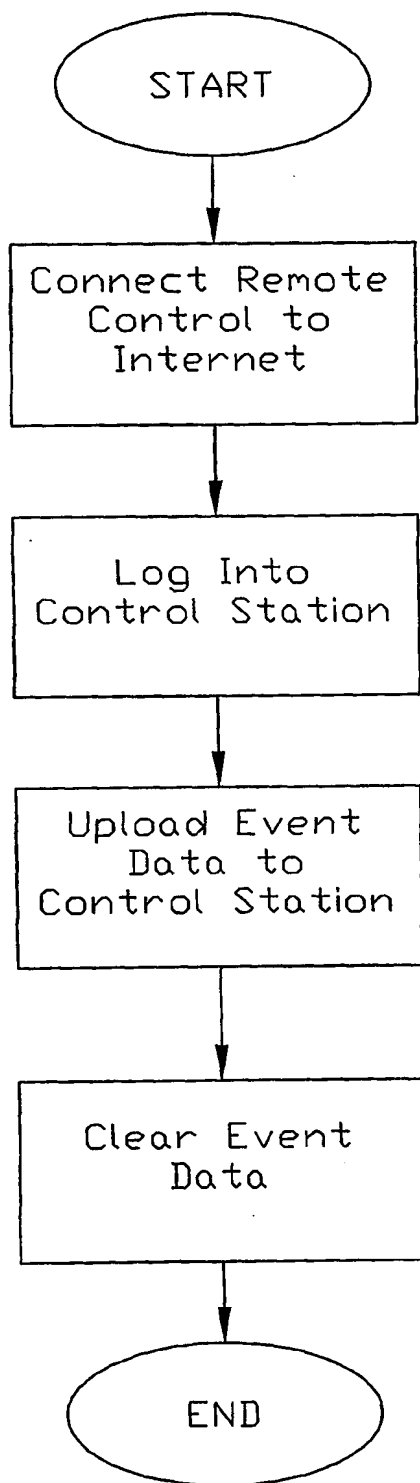 START
Connect Remote
Control to
Internet
Log Into
Control Station
Upload Event
Data to
Control Station
Clear Event
Data
END